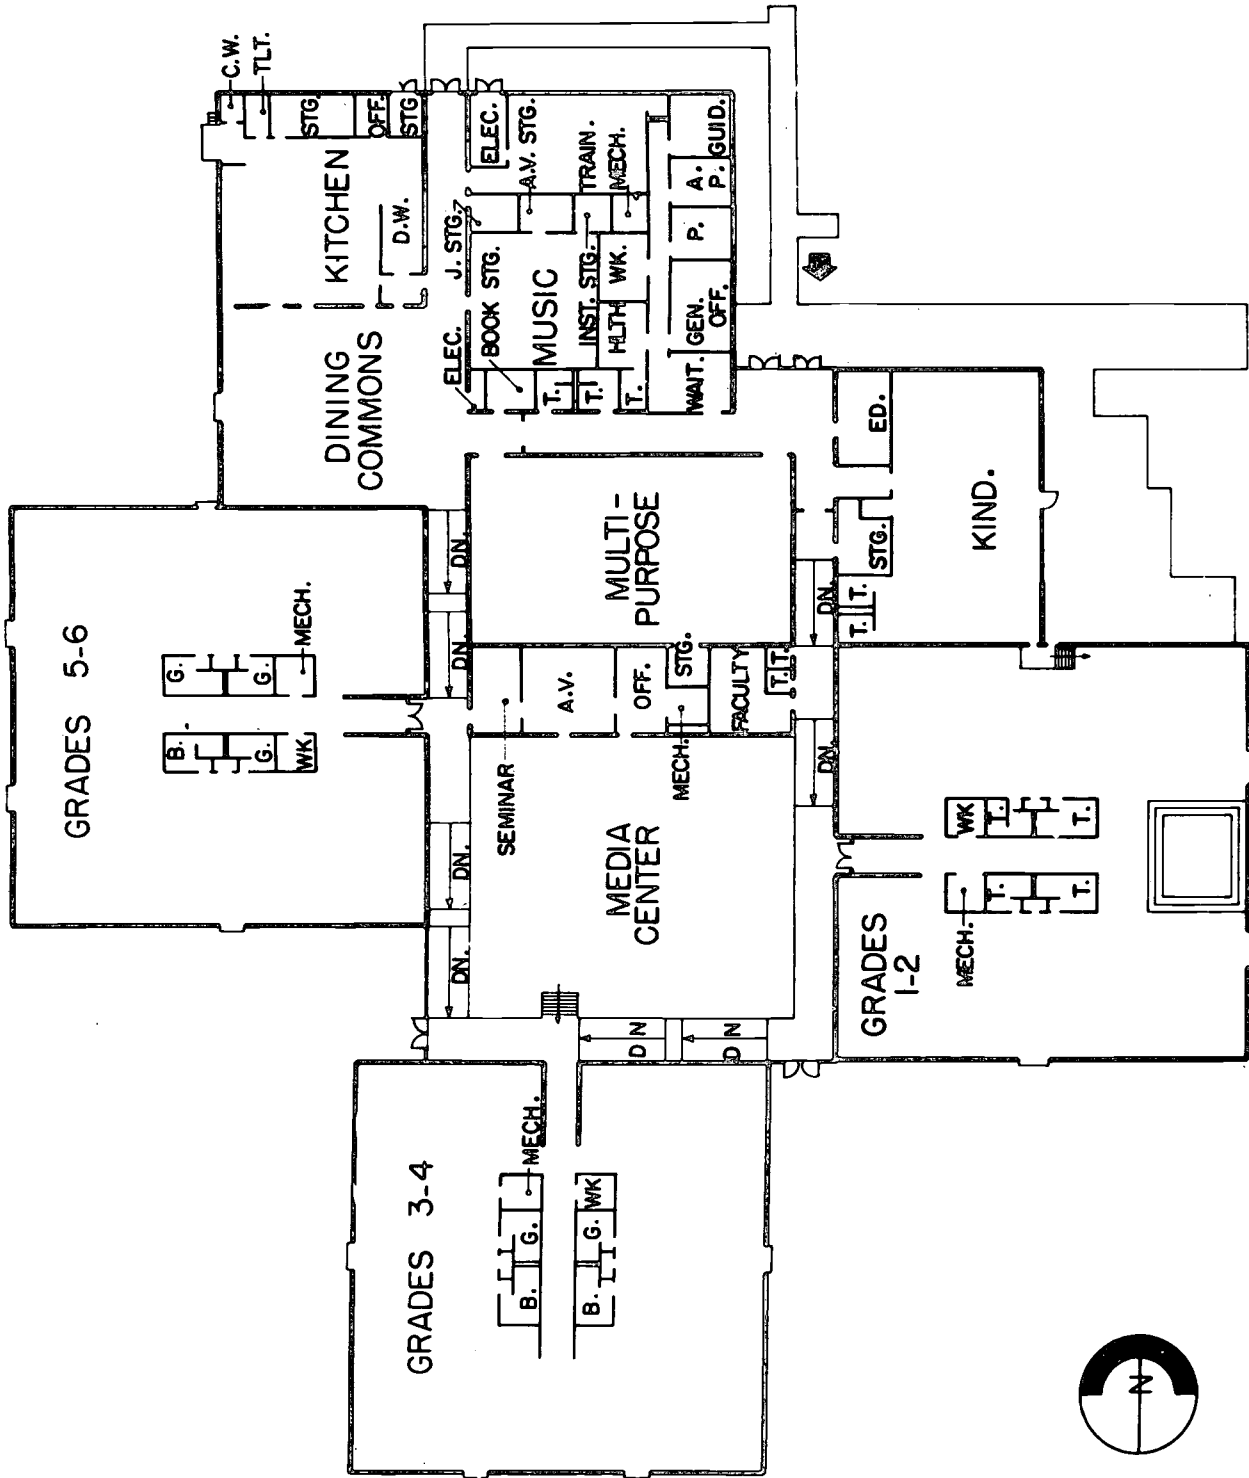 GRADES 5-6
G.
G.
MECH.
B.
G.
WK
C.W.
TLT.
STG.
OFF.
STG.
KITCHEN
D.W.
DINING
COMMONS
ELEC.
A.V. STG.
TRAIN.
MECH.
GUID.
A.
P.
P.
J. STG.
BOOK STG.
ELEC.
MUSIC
INST. STG.
WK.
HLTH
GEN.
OFF.
WAIT.
T.
T.
T.
DN.
DN.
MULTI-
PURPOSE
ED.
STG.
KIND.
T.
T.
DN.
SEMINAR
A.V.
OFF.
STG.
MECH.
FACULTY
T.
T.
DN.
DN.
DN.
MEDIA
CENTER
DN
DN
GRADES
1-2
WK
T.
T.
MECH.
T.
T.
GRADES 3-4
MECH.
G.
B.
WK
G.
B.
N